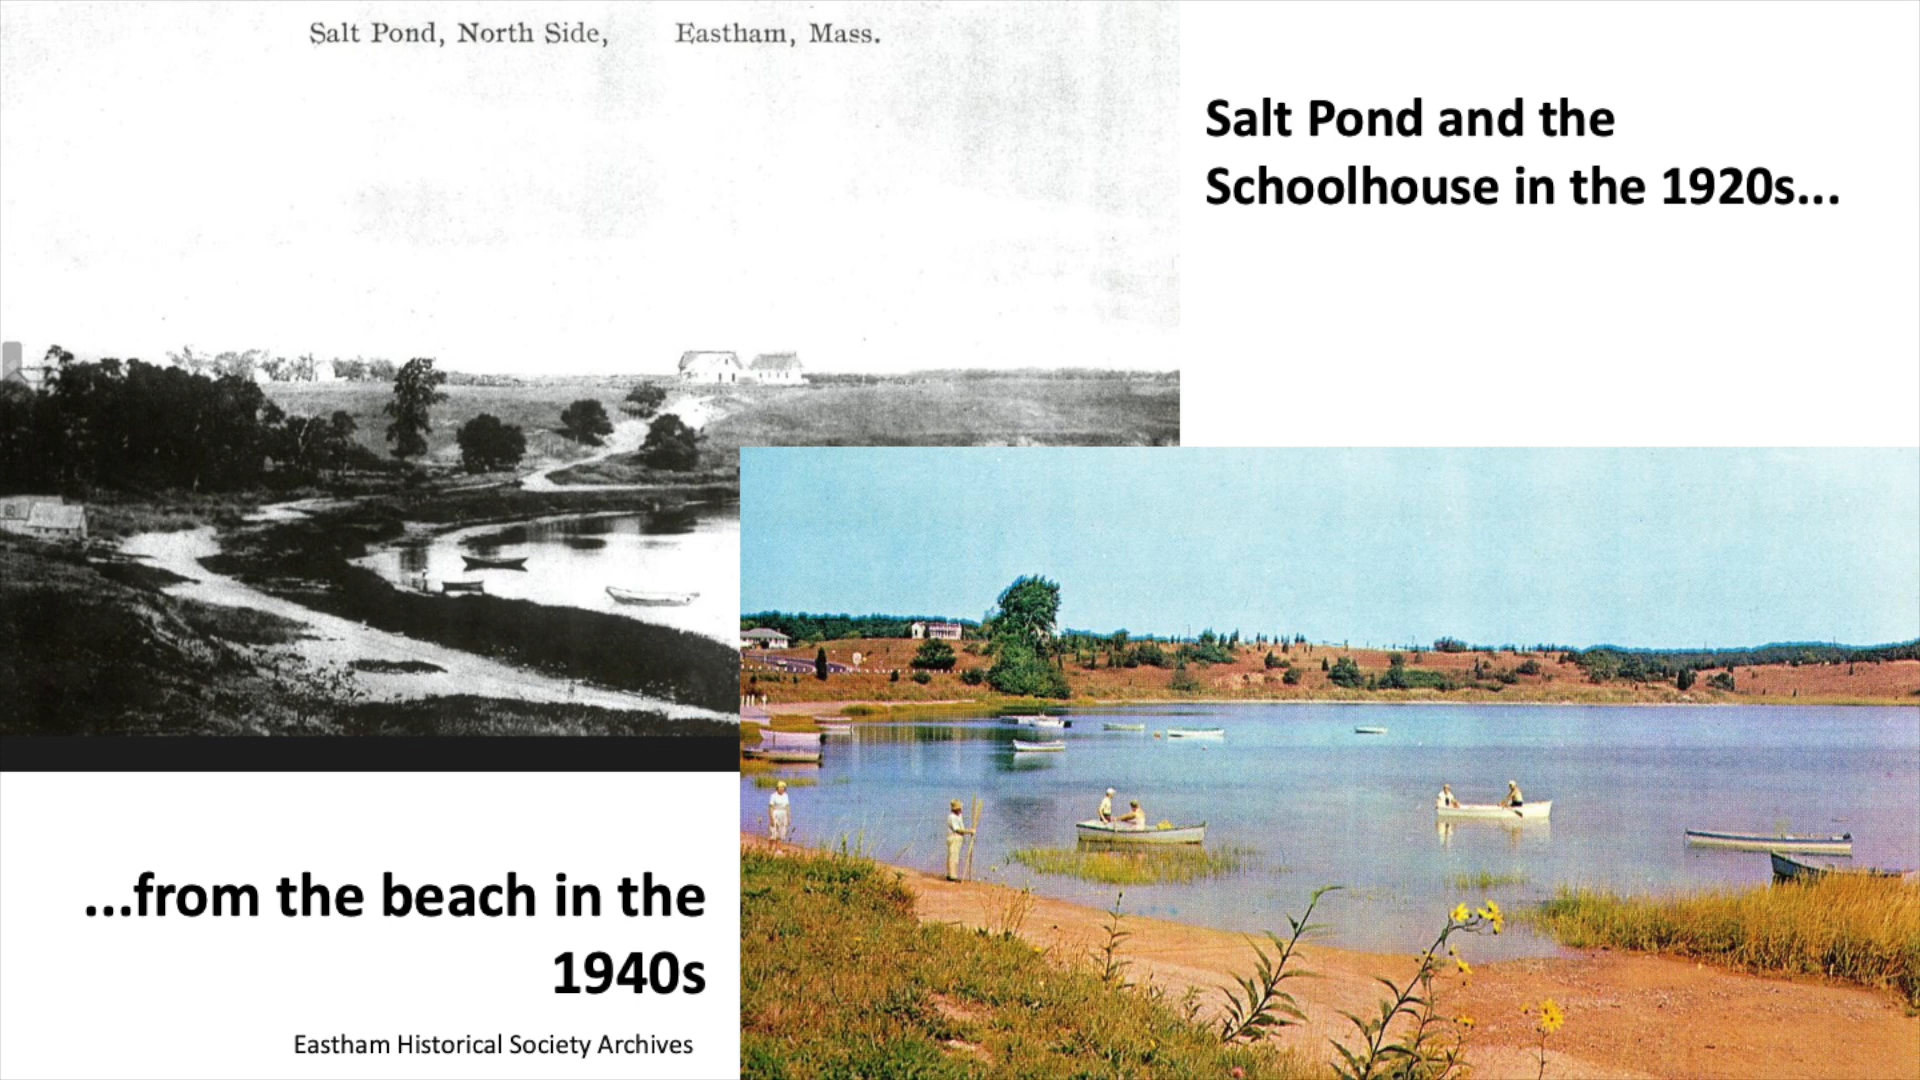 Salt Pond, North Side, Eastham, Mass.
Salt Pond and the
Schoolhouse in the 1920s...
...from the beach in the
1940s
Eastham Historical Society Archives